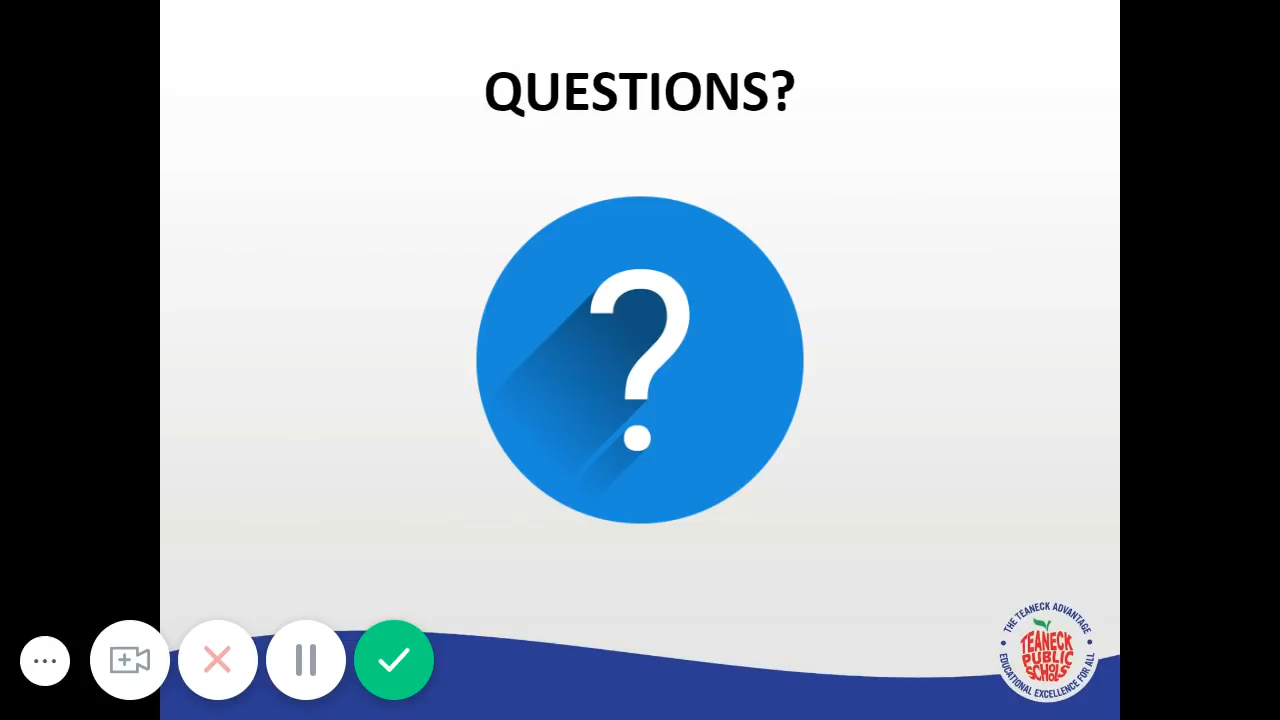 QUESTIONS?
?
THE TEANECK ADVANTAGE
TEANECK
PUBLIC
SCHOOLS
EDUCATIONAL EXCELLENCE FOR ALL